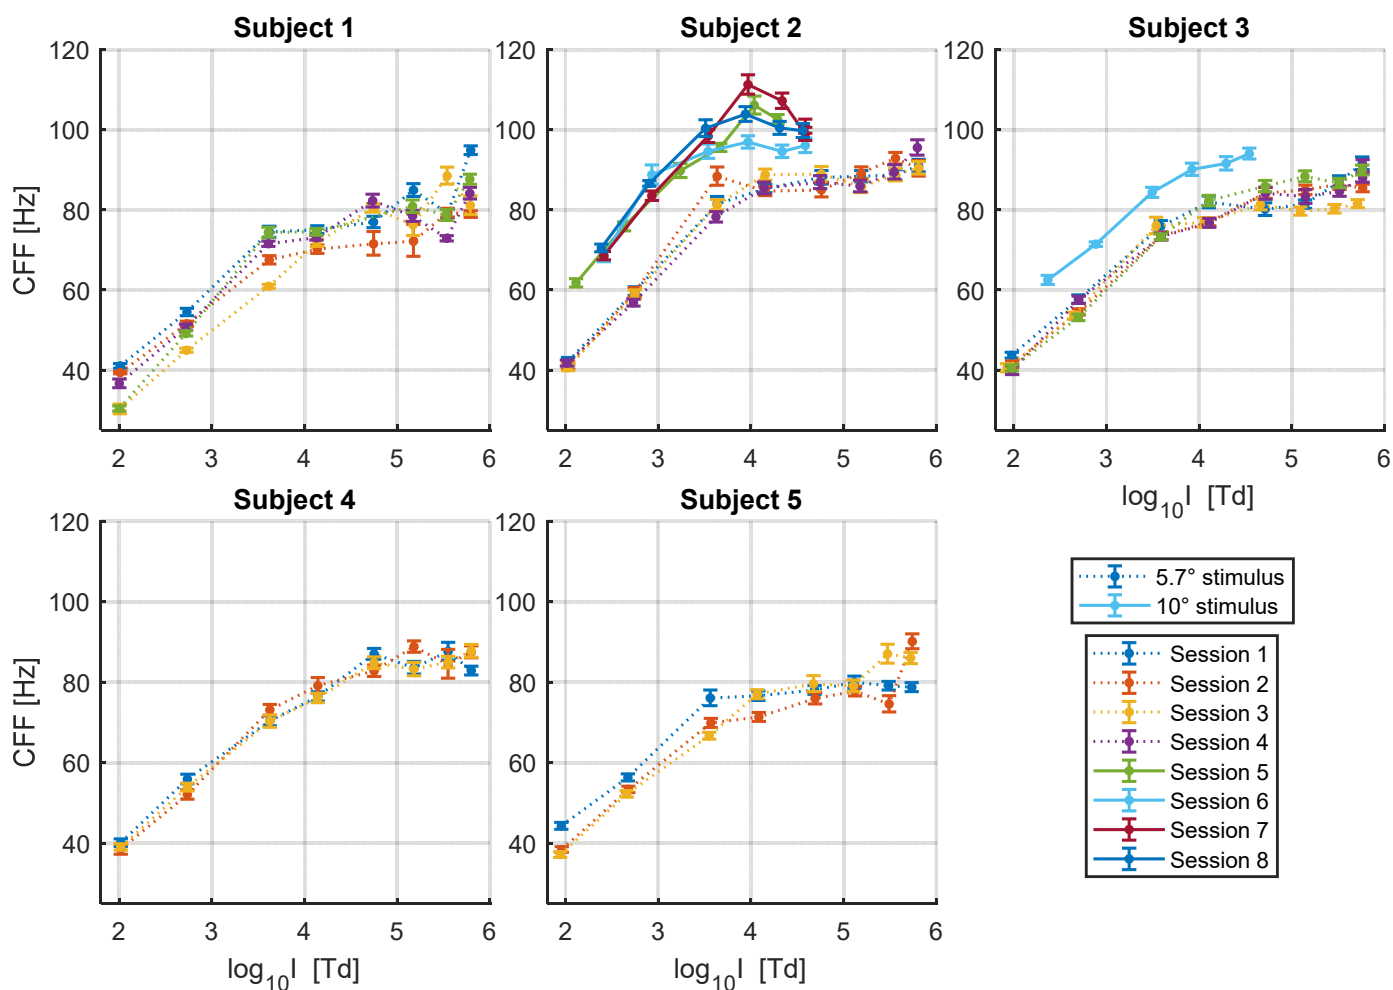 Subject 1
Subject 2
Subject 3
120
100
80
60
40
CFF [Hz]
2 3 4 5 6
120
100
80
60
40
2 3 4 5 6
120
100
80
60
40
2 3 4 5 6
log10I [Td]
Subject 4
Subject 5
120
100
80
60
40
CFF [Hz]
2 3 4 5 6
log10I [Td]
120
100
80
60
40
2 3 4 5 6
log10I [Td]
5.7° stimulus
10° stimulus
Session 1
Session 2
Session 3
Session 4
Session 5
Session 6
Session 7
Session 8